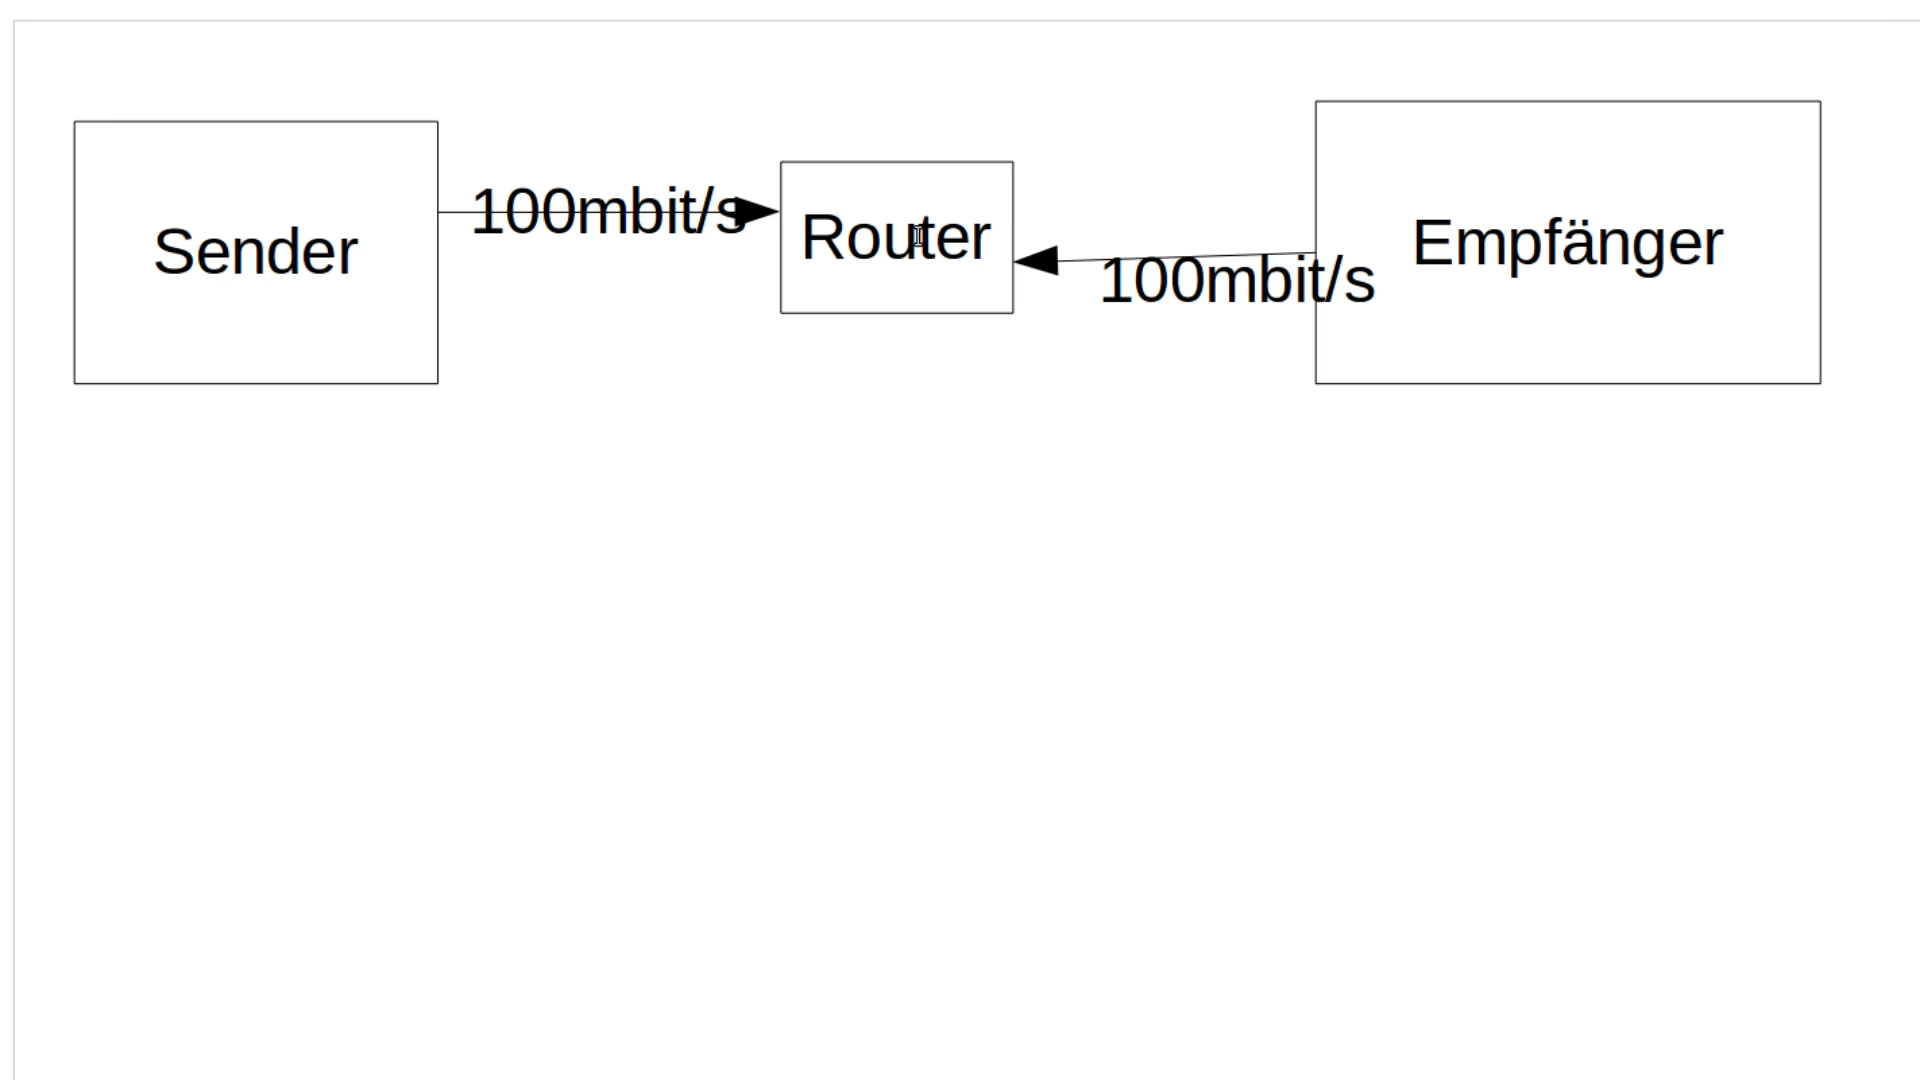 Sender
100mbit/s
Router
100mbit/s
Empfänger